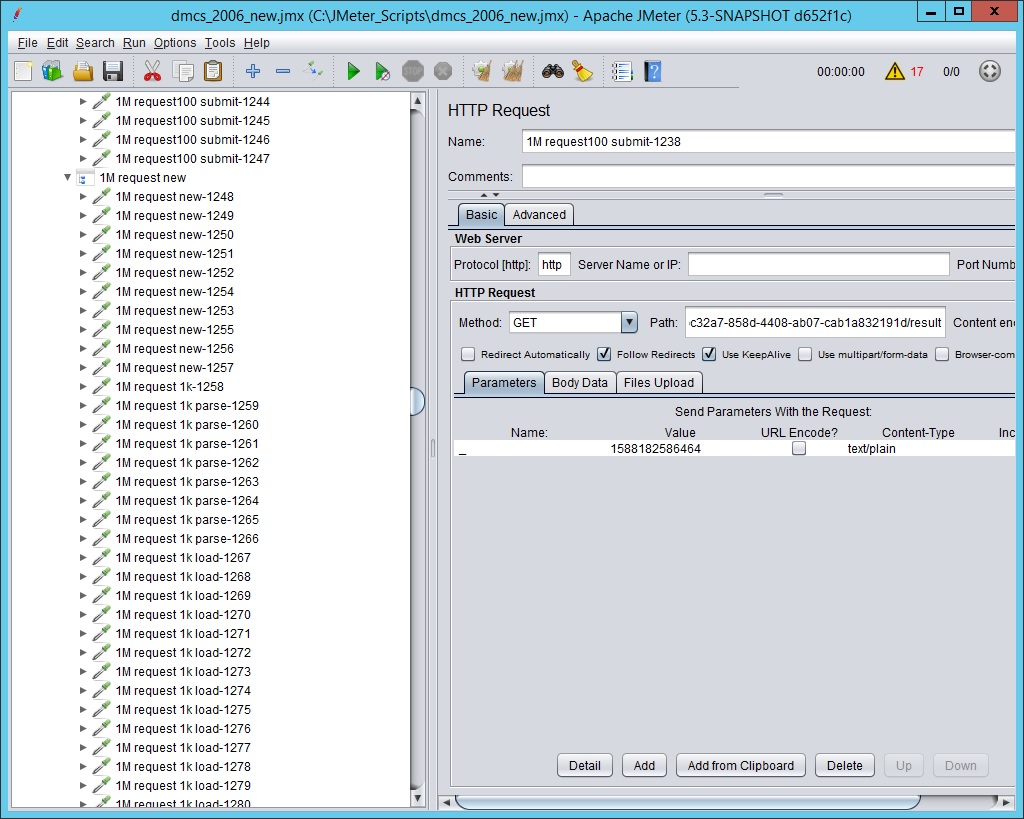 dmcs_2006_new.jmx (C:\JMeter_Scripts\dmcs_2006_new.jmx) - Apache JMeter (5.3-SNAPSHOT d652f1c)
File Edit Search Run Options Tools Help
STOP 00:00:00 17 0/0
1M request100 submit-1244
1M request100 submit-1245
1M request100 submit-1246
1M request100 submit-1247
1M request new
1M request new-1248
1M request new-1249
1M request new-1250
1M request new-1251
1M request new-1252
1M request new-1254
1M request new-1253
1M request new-1255
1M request new-1256
1M request new-1257
1M request 1k-1258
1M request 1k parse-1259
1M request 1k parse-1260
1M request 1k parse-1261
1M request 1k parse-1262
1M request 1k parse-1263
1M request 1k parse-1264
1M request 1k parse-1265
1M request 1k parse-1266
1M request 1k load-1267
1M request 1k load-1268
1M request 1k load-1269
1M request 1k load-1270
1M request 1k load-1271
1M request 1k load-1272
1M request 1k load-1273
1M request 1k load-1274
1M request 1k load-1275
1M request 1k load-1276
1M request 1k load-1277
1M request 1k load-1278
1M request 1k load-1279
1M request 1k load-1280
HTTP Request
Name: 1M request100 submit-1238
Comments:
Basic Advanced
Web Server
Protocol [http]: http Server Name or IP: Port Numb
HTTP Request
Method: GET Path: c32a7-858d-4408-ab07-cab1a832191d/result Content enc
Redirect Automatically Follow Redirects Use KeepAlive Use multipart/form-data Browser-com
Parameters Body Data Files Upload
Send Parameters With the Request:
Name: Value URL Encode? Content-Type Inc
_ 1588182586464 text/plain
Detail Add Add from Clipboard Delete Up Down